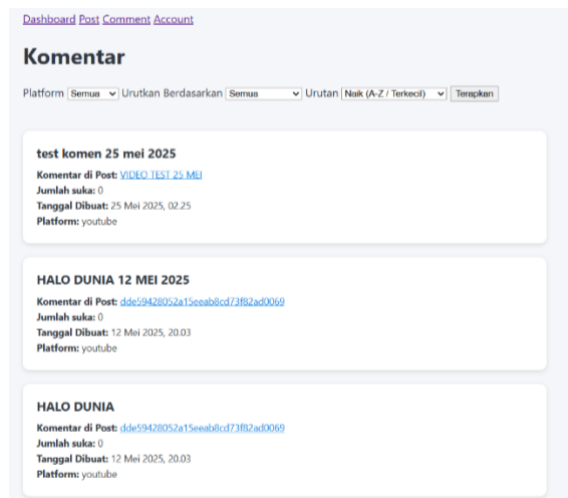 Dashboard Post Comment Account
Komentar
Platform Semua Urutkan Berdasarkan Semua Urutan Naik (A-Z / Terkecil) Terapkan
test komen 25 mei 2025
Komentar di Post: VIDEO TEST 25 MEI
Jumlah suka: 0
Tanggal Dibuat: 25 Mei 2025, 02.25
Platform: youtube
HALO DUNIA 12 MEI 2025
Komentar di Post: dde59428052a15eeab8cd73f82ad0069
Jumlah suka: 0
Tanggal Dibuat: 12 Mei 2025, 20.03
Platform: youtube
HALO DUNIA
Komentar di Post: dde59428052a15eeab8cd73f82ad0069
Jumlah suka: 0
Tanggal Dibuat: 12 Mei 2025, 20.03
Platform: youtube